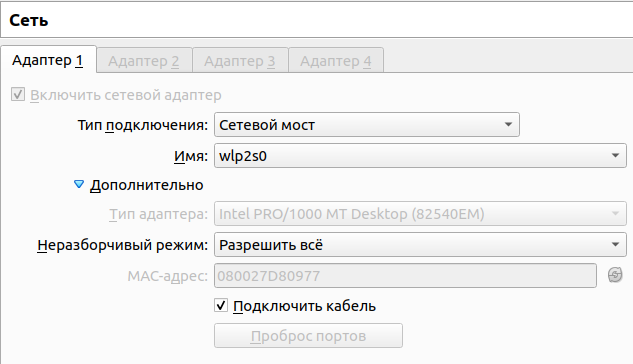 Сеть
Адаптер 1 Адаптер 2 Адаптер 3 Адаптер 4
Включить сетевой адаптер
Тип подключения: Сетевой мост
Имя: wlp2s0
Дополнительно
Тип адаптера: Intel PRO/1000 MT Desktop (82540EM)
Неразборчивый режим: Разрешить всё
MAC-адрес: 080027D80977
Подключить кабель
Проброс портов